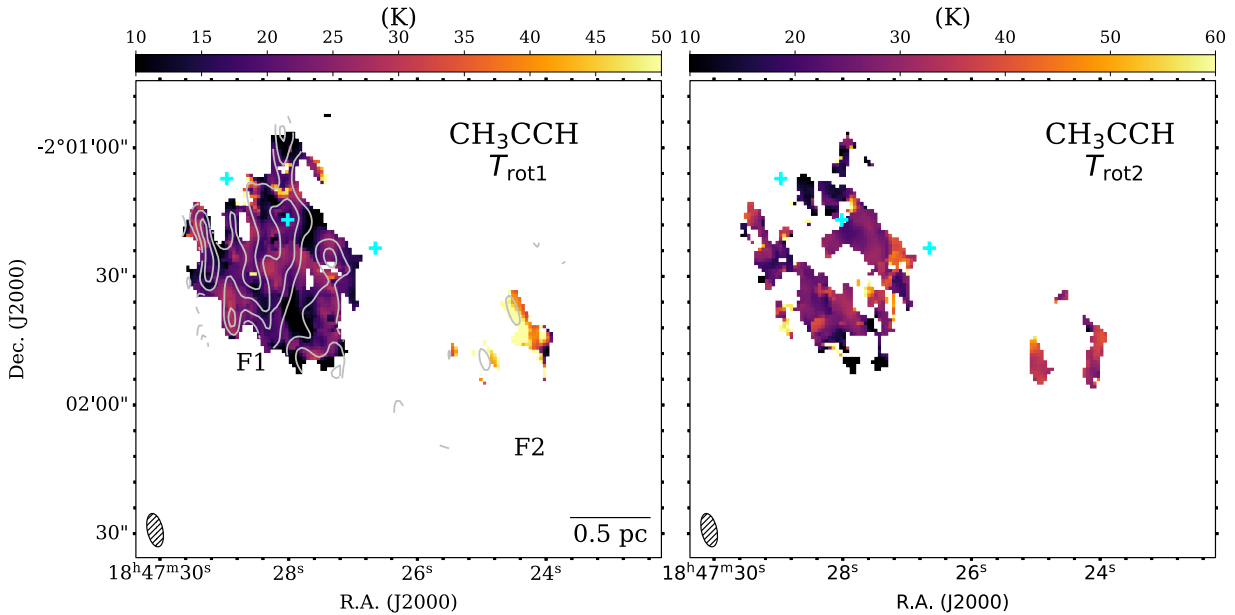 (K)
10 15 20 25 30 35 40 45 50
CH₃CCH
T_rot1
-2°01'00"
30"
02'00"
30"
Dec. (J2000)
F1
F2
0.5 pc
18ʰ47ᵐ30ˢ 28ˢ 26ˢ 24ˢ
R.A. (J2000)
(K)
10 20 30 40 50 60
CH₃CCH
T_rot2
18ʰ47ᵐ30ˢ 28ˢ 26ˢ 24ˢ
R.A. (J2000)